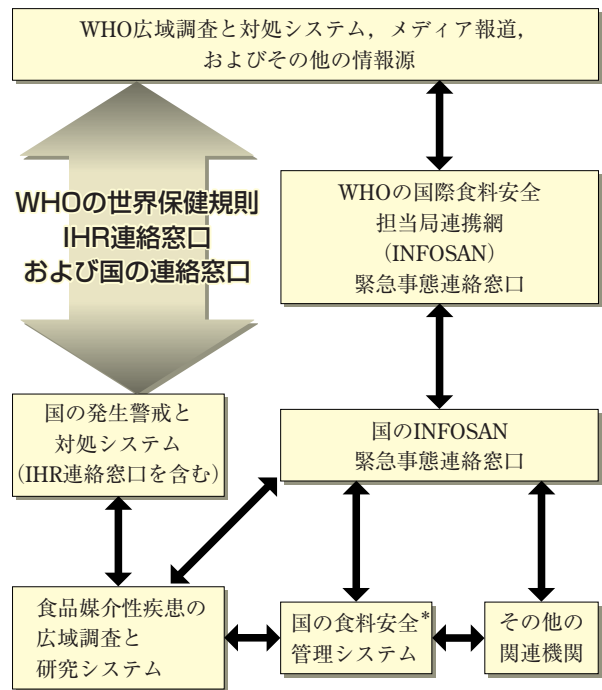 WHO広域調査と対処システム，メディア報道，
およびその他の情報源
WHOの世界保健規則
IHR連絡窓口
および国の連絡窓口
WHOの国際食料安全
担当局連携網
（INFOSAN）
緊急事態連絡窓口
国の発生警戒と
対処システム
（IHR連絡窓口を含む）
国のINFOSAN
緊急事態連絡窓口
食品媒介性疾患の
広域調査と
研究システム
国の食料安全*
管理システム
その他の
関連機関